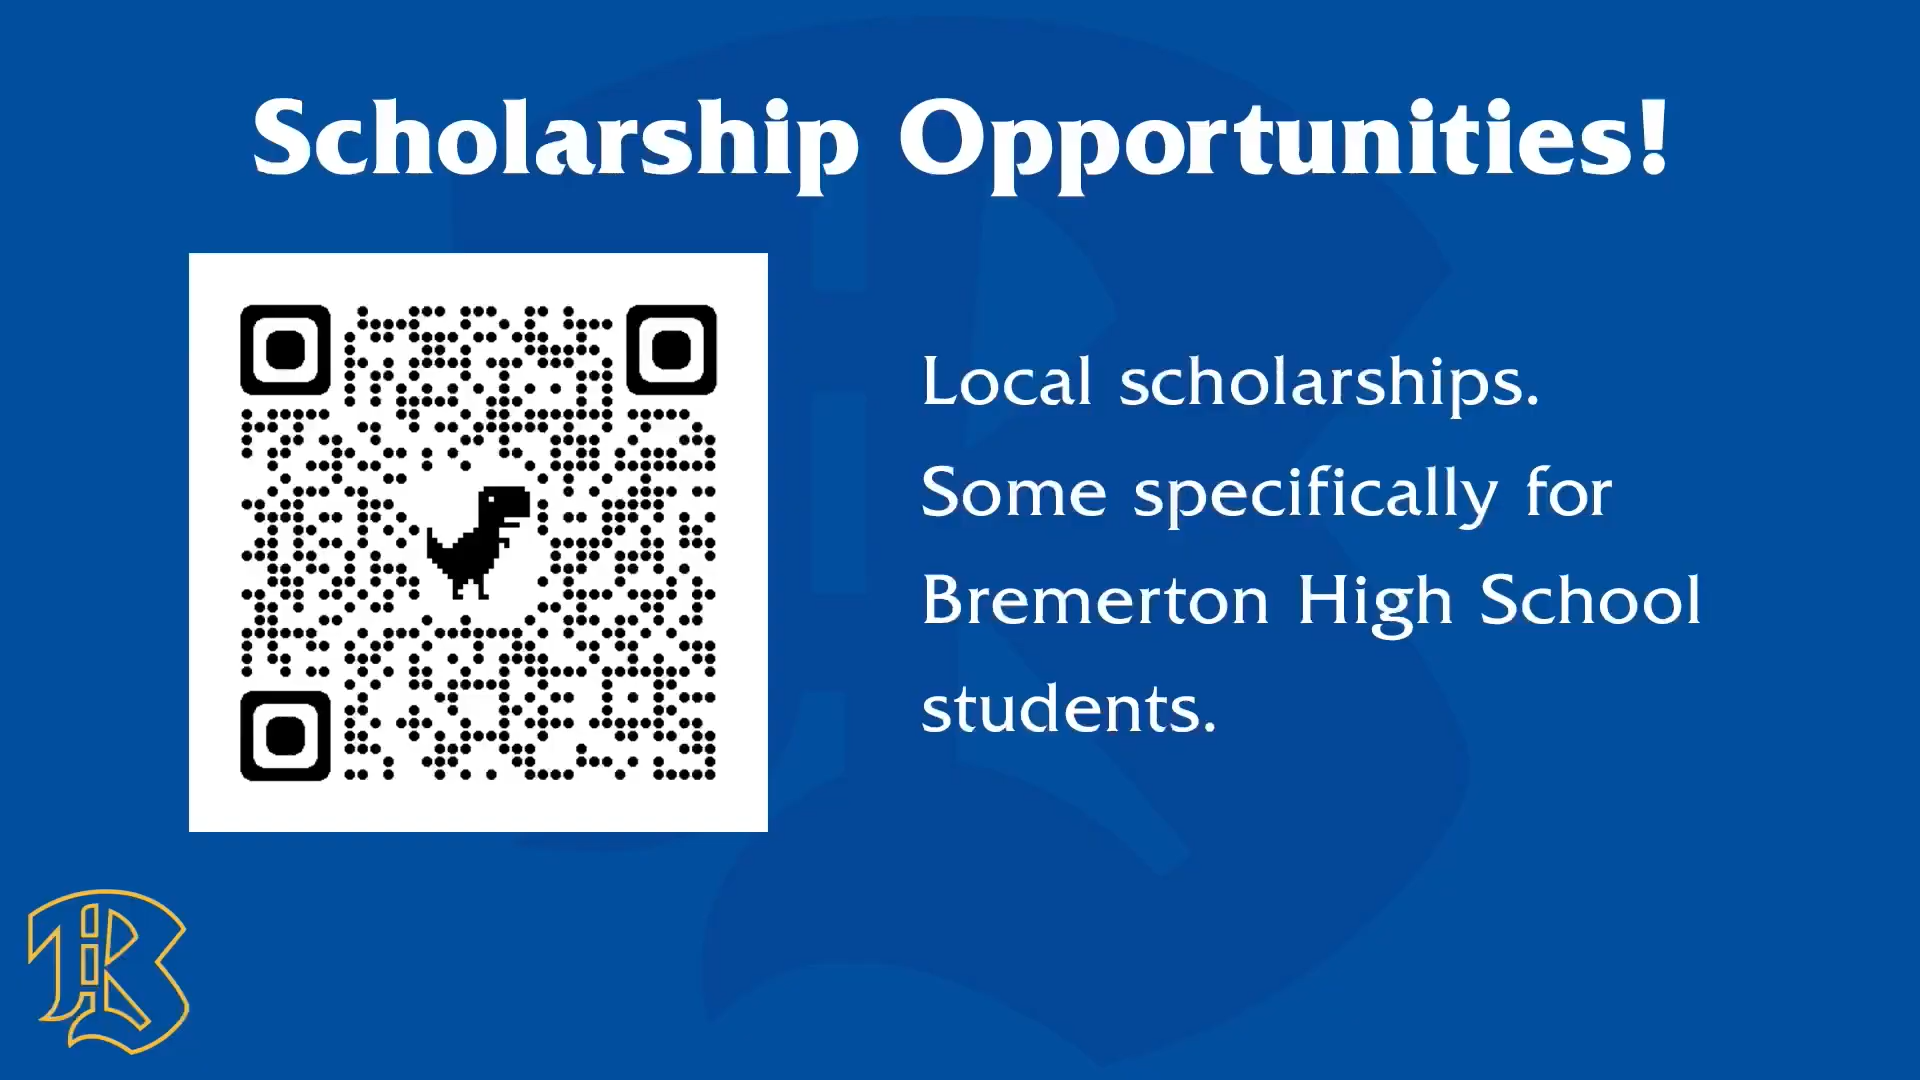 Scholarship Opportunities!
Local scholarships.
Some specifically for
Bremerton High School
students.
B